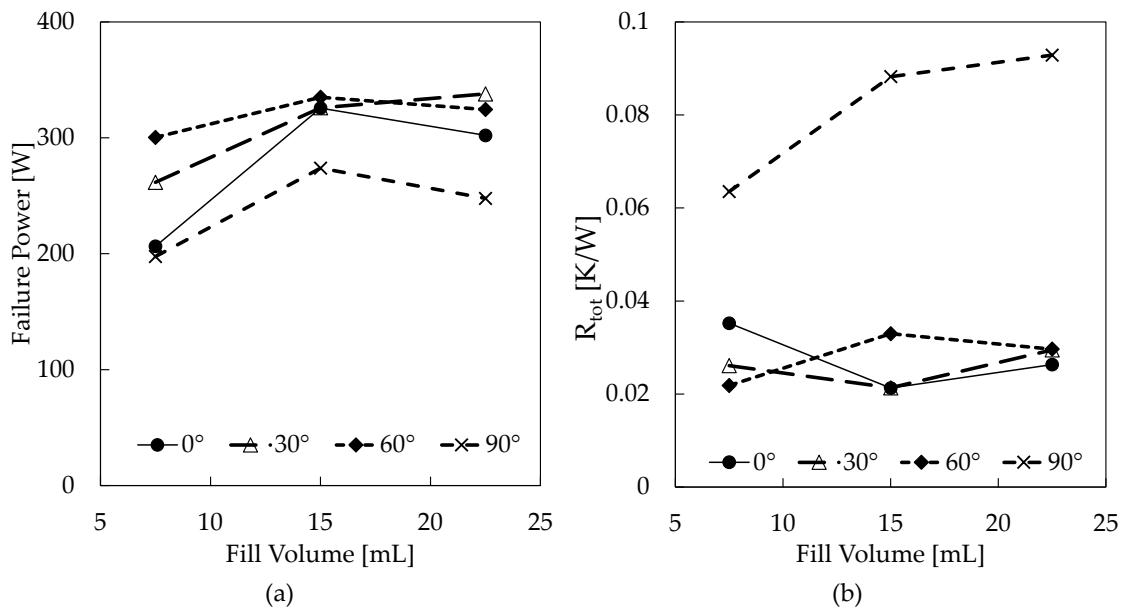 400
300
200
100
0
Failure Power [W]
0° ·30° 60° 90°
5 10 15 20 25
Fill Volume [mL]
(a)
0.1
0.08
0.06
0.04
0.02
0
R_tot [K/W]
0° ·30° 60° 90°
5 10 15 20 25
Fill Volume [mL]
(b)